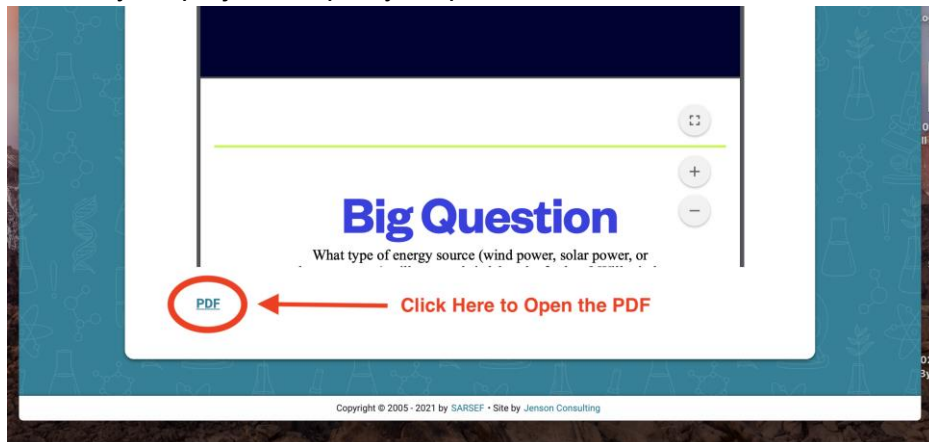 Big Question
What type of energy source (wind power, solar power, or
PDF
Click Here to Open the PDF
Copyright © 2005 - 2021 by SARSEF • Site by Jenson Consulting